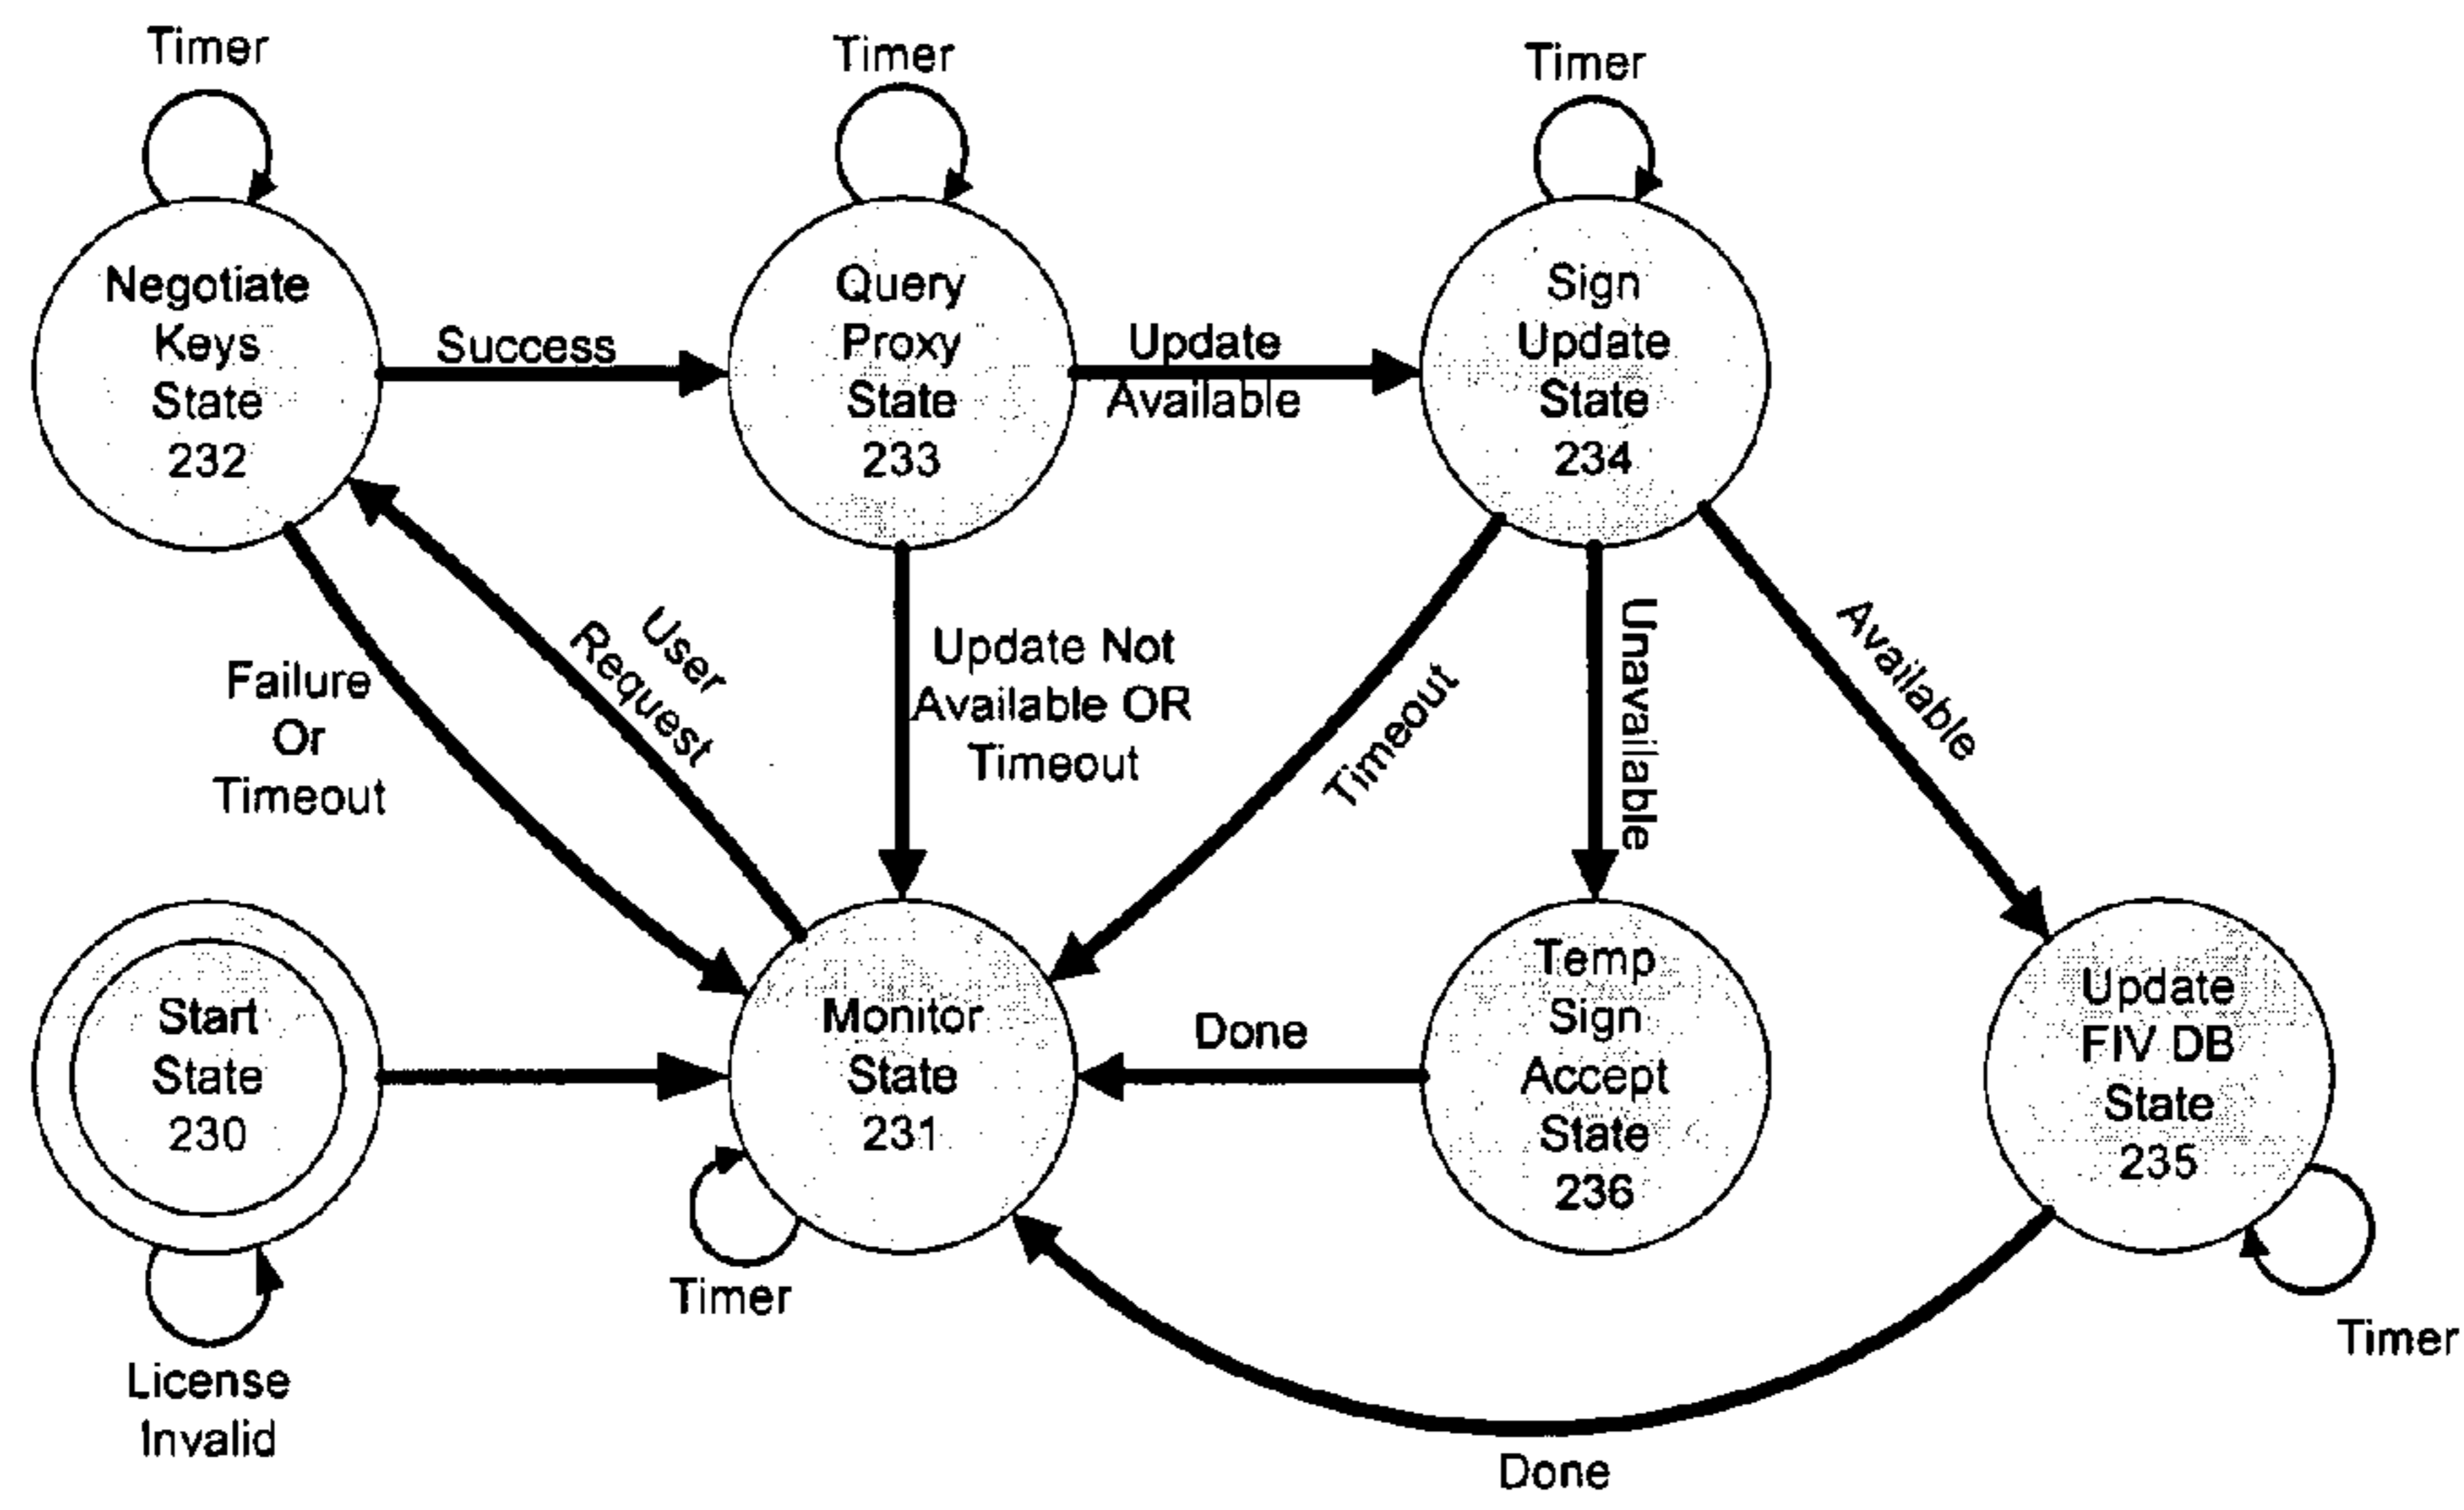 Timer
Timer
Timer
Negotiate
Keys
State
232
Success
Query
Proxy
State
233
Update
Available
Sign
Update
State
234
Failure
Or
Timeout
User
Request
Update Not
Available OR
Timeout
Timeout
Unavailable
Available
Start
State
230
License
Invalid
Monitor
State
231
Timer
Done
Temp
Sign
Accept
State
236
Update
FIV DB
State
235
Timer
Done